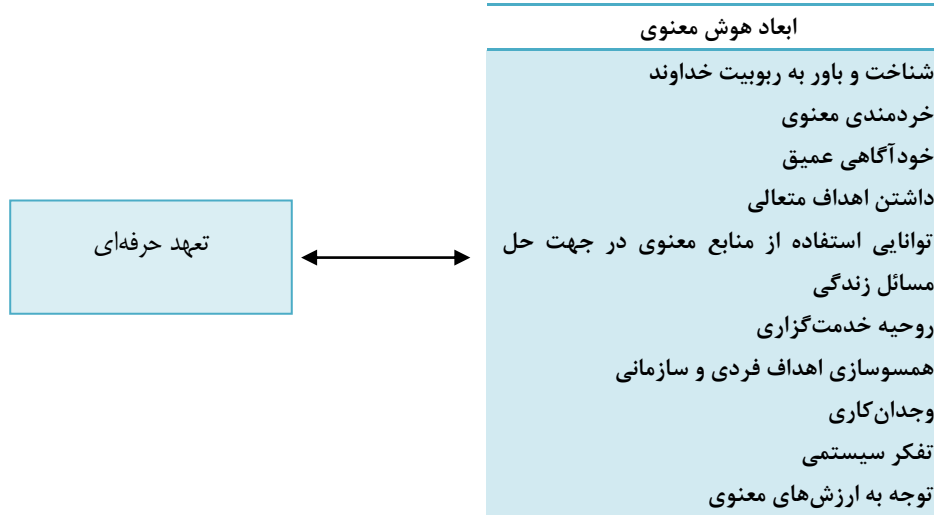 ابعاد هوش معنوی
شناخت و باور به ربوبیت خداوند
خردمندی معنوی
خودآگاهی عمیق
داشتن اهداف متعالی
توانایی استفاده از منابع معنوی در جهت حل
مسائل زندگی
روحیه خدمت‌گزاری
همسوسازی اهداف فردی و سازمانی
وجدان‌کاری
تفکر سیستمی
توجه به ارزش‌های معنوی
تعهد حرفه‌ای